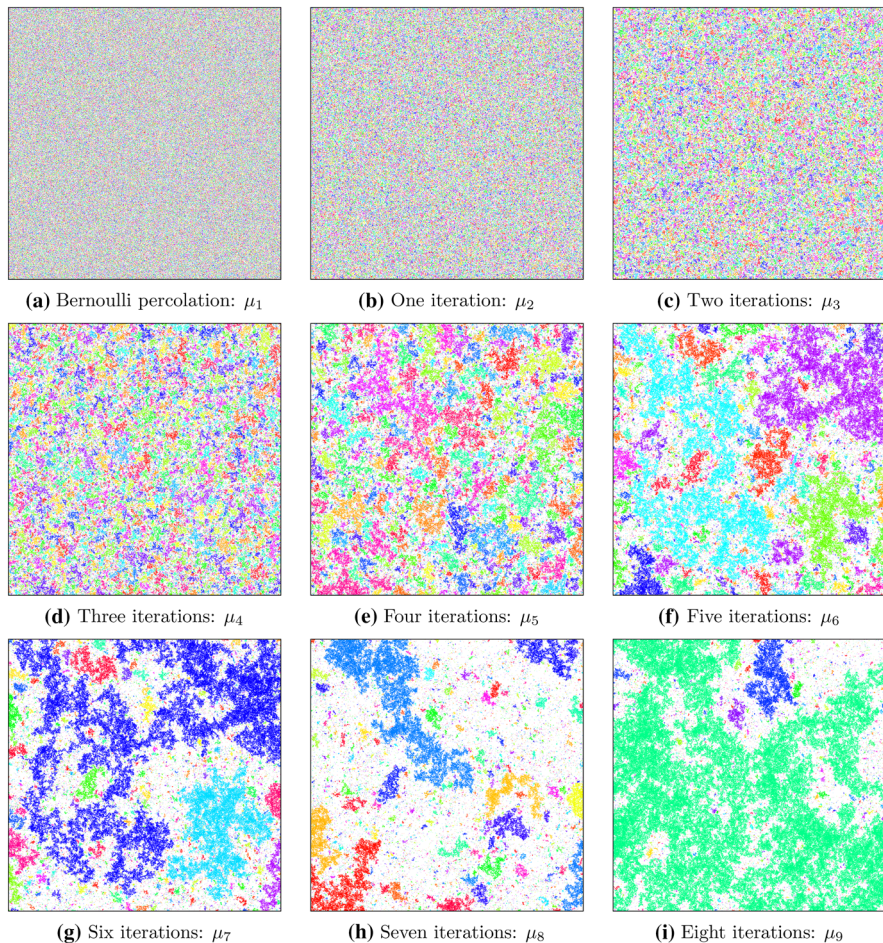 (a) Bernoulli percolation: μ₁
(b) One iteration: μ₂
(c) Two iterations: μ₃
(d) Three iterations: μ₄
(e) Four iterations: μ₅
(f) Five iterations: μ₆
(g) Six iterations: μ₇
(h) Seven iterations: μ₈
(i) Eight iterations: μ₉